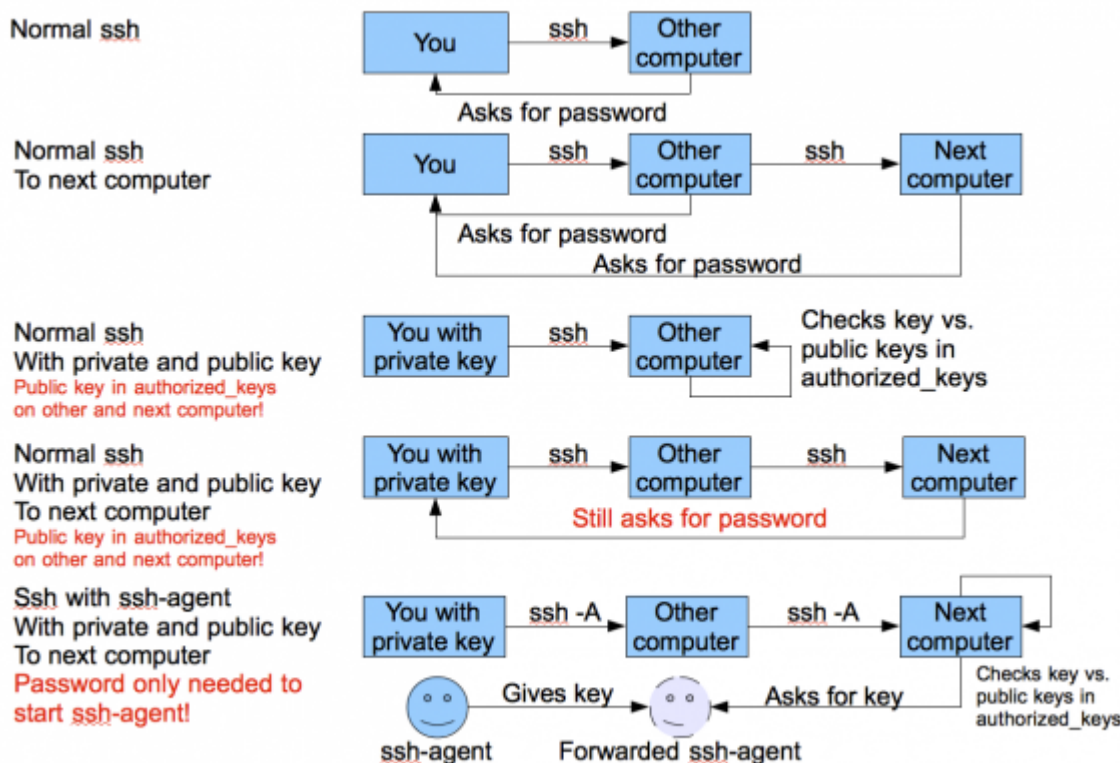 Normal ssh
You
ssh
Other
computer
Asks for password
Normal ssh
To next computer
You
ssh
Other
computer
ssh
Next
computer
Asks for password
Asks for password
Normal ssh
With private and public key
Public key in authorized_keys
on other and next computer!
You with
private key
ssh
Other
computer
Checks key vs.
public keys in
authorized_keys
Normal ssh
With private and public key
To next computer
Public key in authorized_keys
on other and next computer!
You with
private key
ssh
Other
computer
ssh
Next
computer
Still asks for password
Ssh with ssh-agent
With private and public key
To next computer
Password only needed to
start ssh-agent!
You with
private key
ssh -A
Other
computer
ssh -A
Next
computer
Checks key vs.
public keys in
authorized_keys
Gives key
Asks for key
ssh-agent
Forwarded ssh-agent